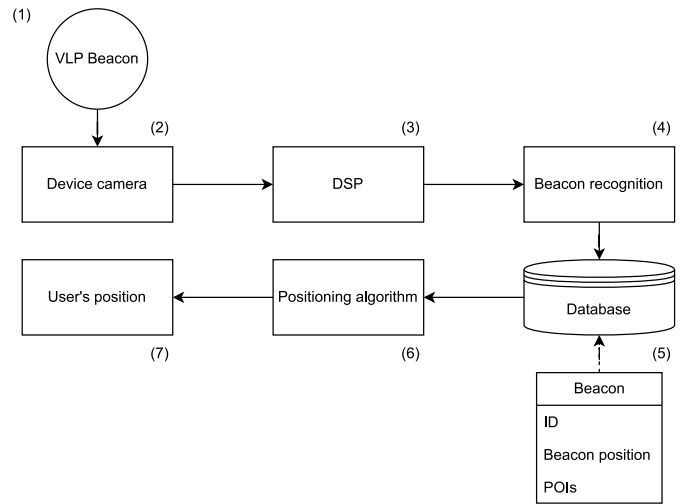 (1)
VLP Beacon
(2)
(3)
(4)
Device camera
DSP
Beacon recognition
User's position
Positioning algorithm
Database
(7)
(6)
(5)
Beacon
ID
Beacon position
POIs